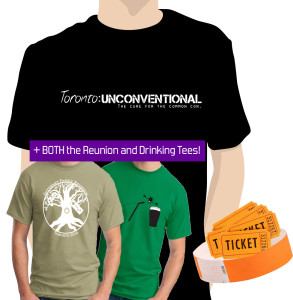 Toronto:UNCONVENTIONAL
THE CURE FOR THE COMMON CON.
+ BOTH the Reunion and Drinking Tees!
TICKET
TICKET